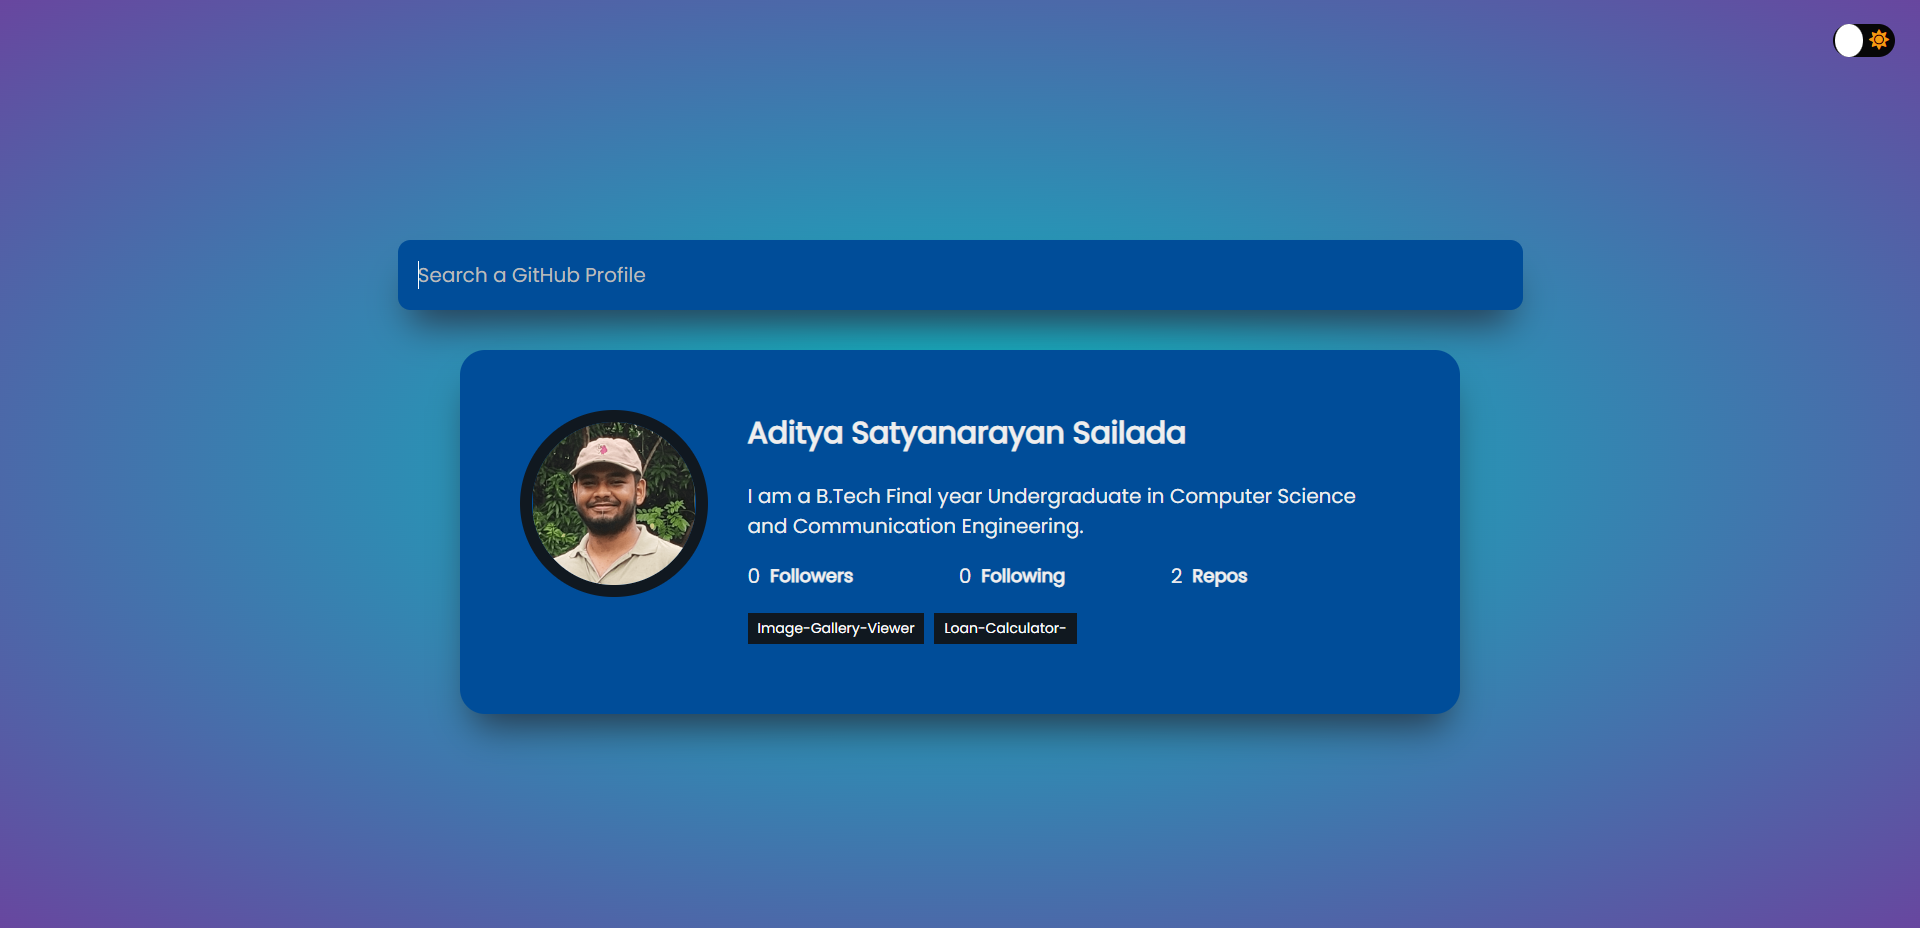 Search a GitHub Profile
Aditya Satyanarayan Sailada
I am a B.Tech Final year Undergraduate in Computer Science
and Communication Engineering.
0 Followers 0 Following 2 Repos
Image-Gallery-Viewer Loan-Calculator-